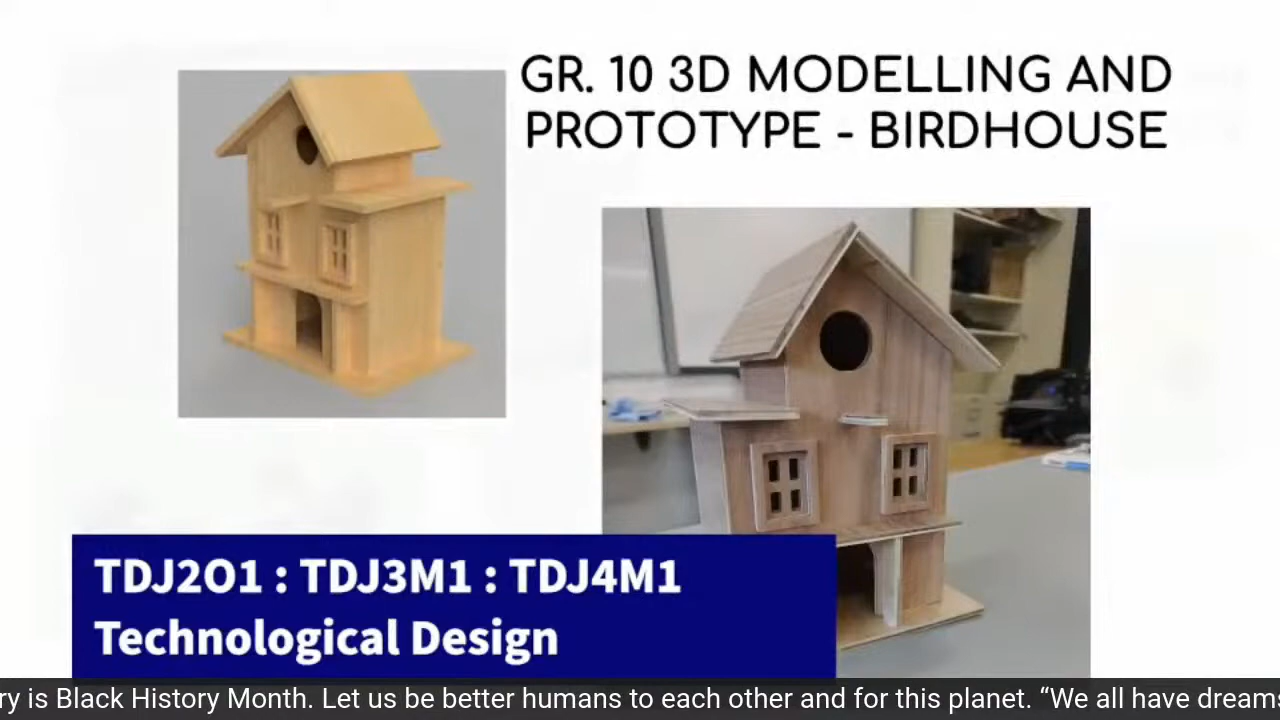 GR. 10 3D MODELLING AND
PROTOTYPE - BIRDHOUSE
TDJ2O1 : TDJ3M1 : TDJ4M1
Technological Design
is Black History Month. Let us be better humans to each other and for this planet. “We all have dreams